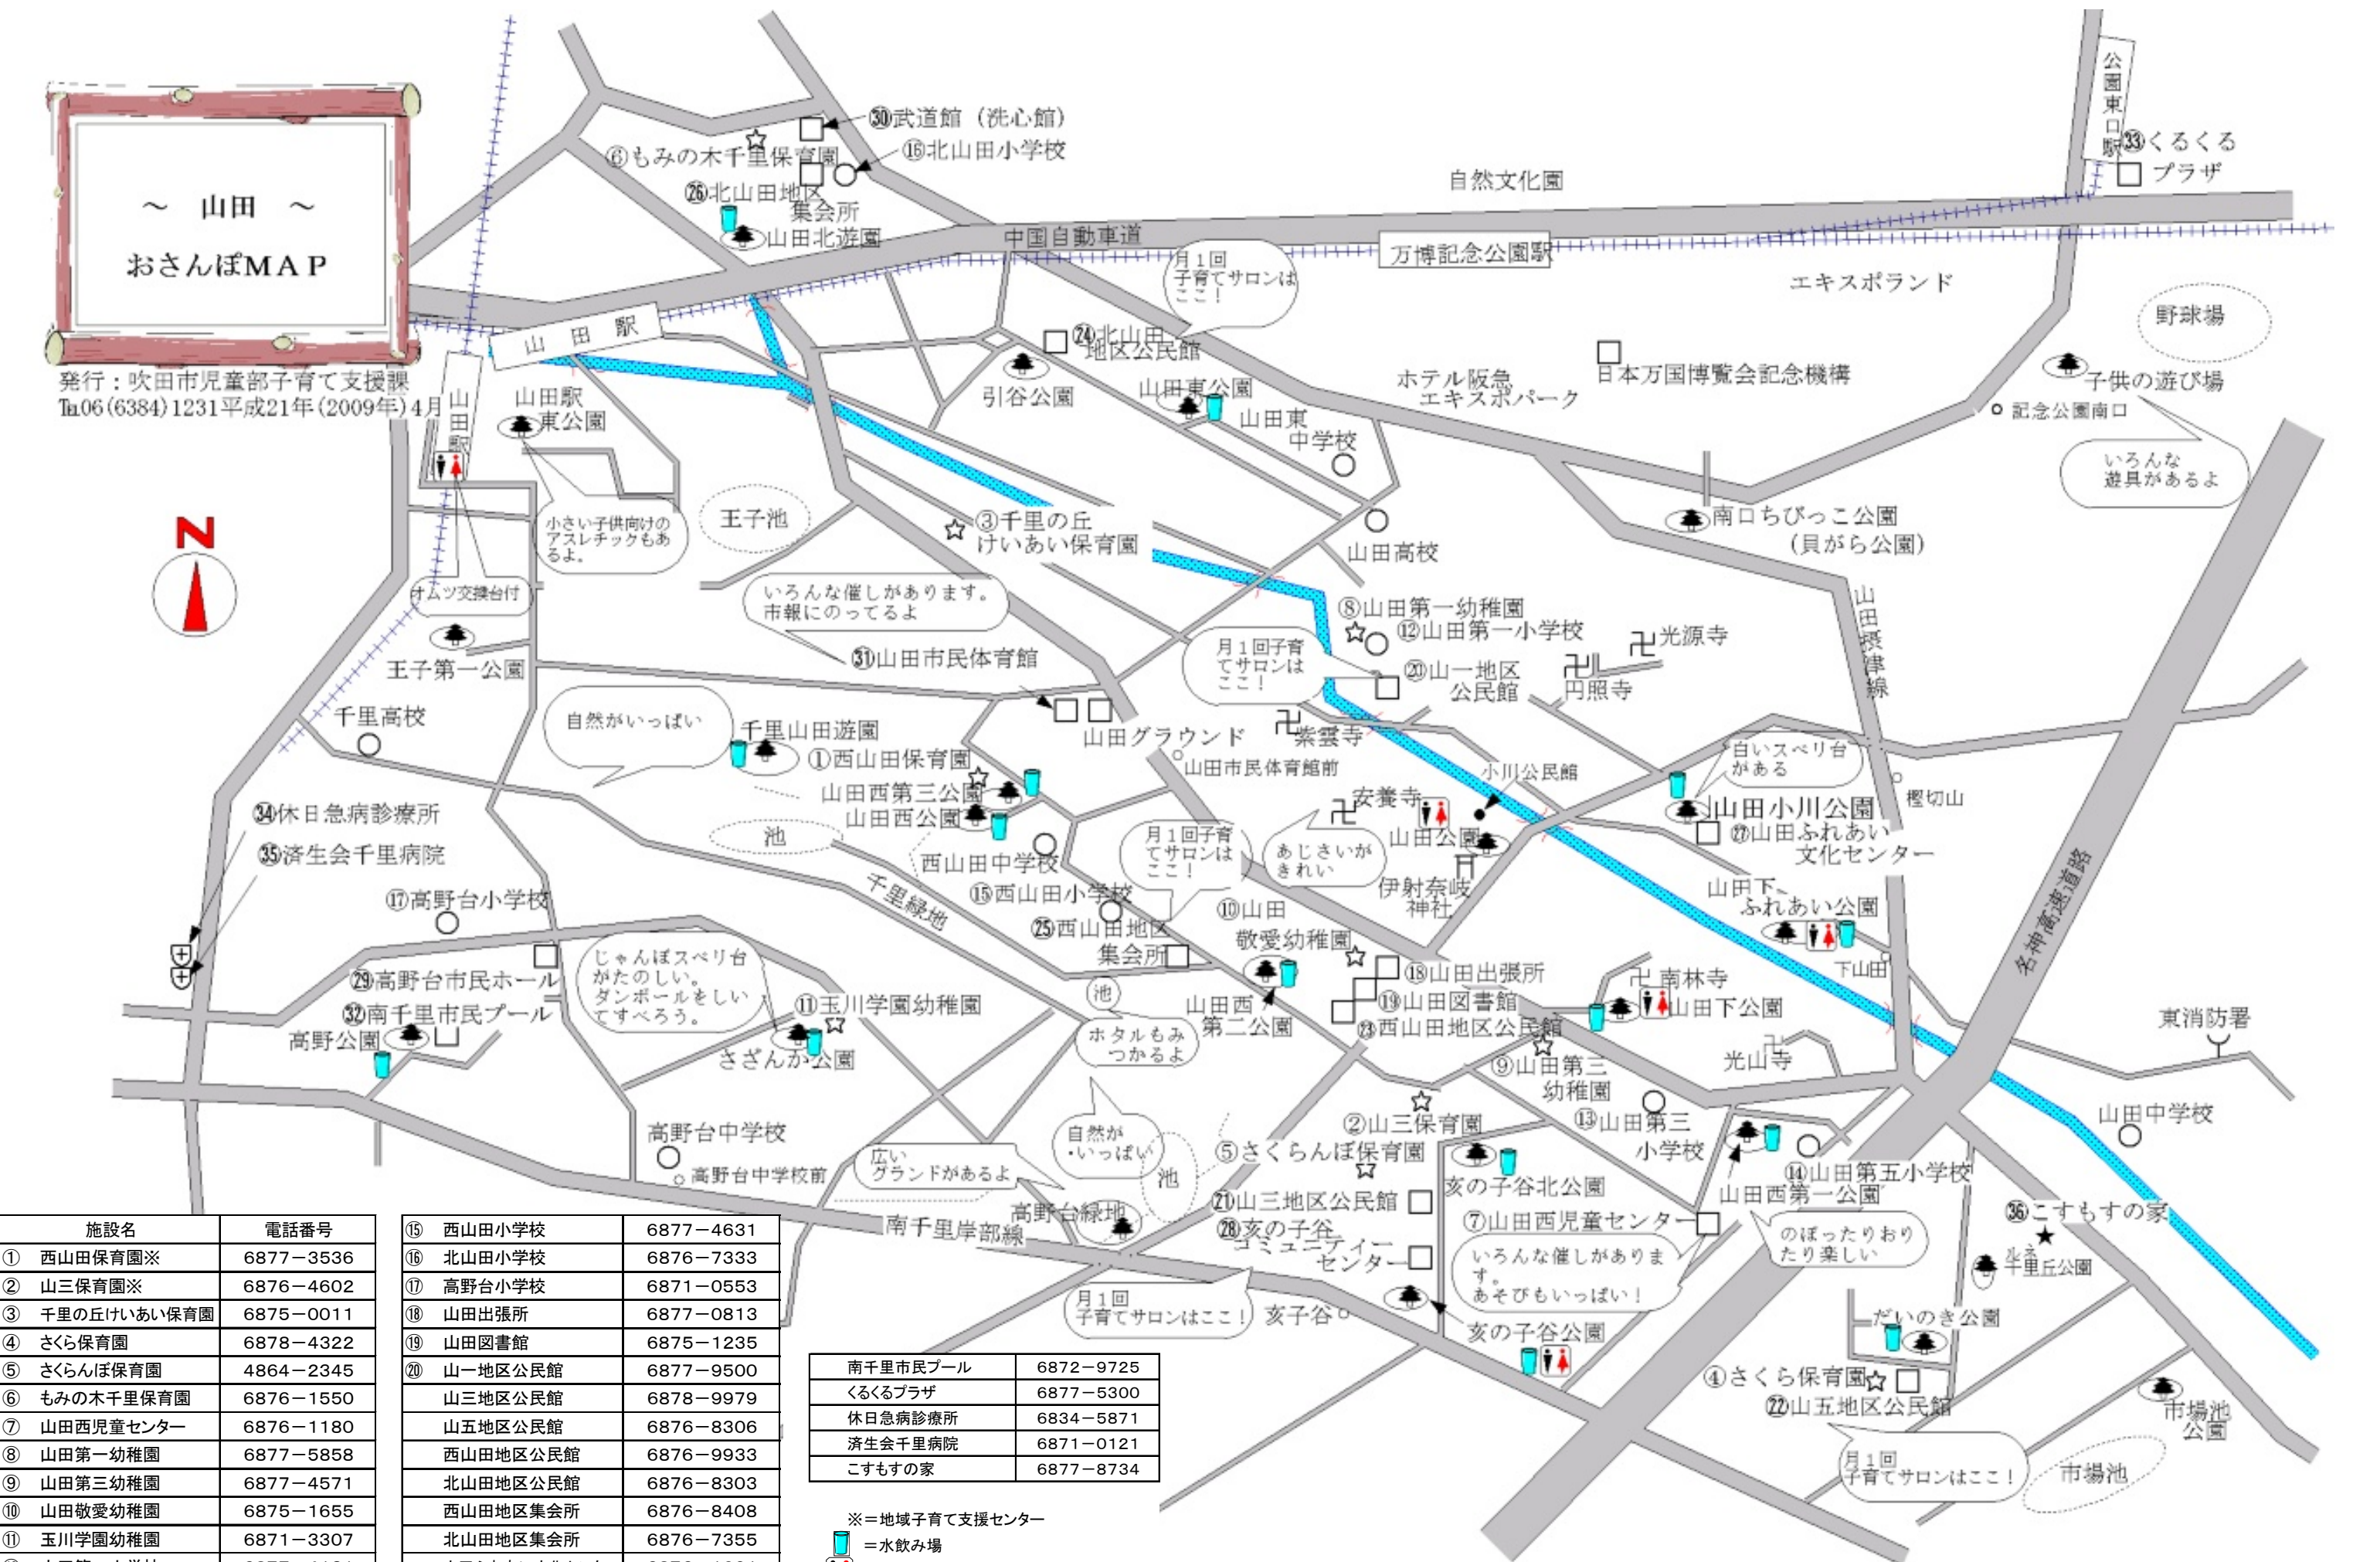 ～ 山田 ～
おさんぽMAP
発行：吹田市児童部子育て支援課
℡06(6384)1231平成21年(2009年)4月
N
㉚武道館（洗心館）
⑯北山田小学校
⑥もみの木千里保育園
㉖北山田地区
集会所
山田北遊園
中国自動車道
自然文化園
万博記念公園駅
公園東口駅
㉝くるくる
プラザ
エキスポランド
野球場
月１回
子育てサロンは
ここ！
山田駅
山田駅
㉔北山田
地区公民館
引谷公園
山田東公園
山田東
中学校
ホテル阪急
エキスポパーク
日本万国博覧会記念機構
子供の遊び場
記念公園南口
いろんな
遊具があるよ
山田駅
東公園
小さい子供向けの
アスレチックもあ
るよ。
王子池
③千里の丘
けいあい保育園
山田高校
南口ちびっこ公園
（貝がら公園）
オムツ交換台付
王子第一公園
いろんな催しがあります。
市報にのってるよ
㉛山田市民体育館
⑧山田第一幼稚園
⑫山田第一小学校
月１回子育
てサロンは
ここ！
⑳山一地区
公民館
光源寺
円照寺
山田摂津線
千里高校
自然がいっぱい
千里山田遊園
①西山田保育園
山田グラウンド
紫雲寺
山田市民体育館前
小川公民館
白いスベリ台
がある
樫切山
山田西第三公園
山田西公園
安養寺
山田公園
山田小川公園
㉗山田ふれあい
文化センター
㉞休日急病診療所
㉟済生会千里病院
池
西山田中学校
月１回子育
てサロンは
ここ！
あじさいが
きれい
伊射奈岐
神社
山田下
ふれあい公園
名神高速道路
⑰高野台小学校
千里緑地
⑮西山田小学校
㉕西山田地区
集会所
⑩山田
敬愛幼稚園
下山田
㉙高野台市民ホール
じゃんぼスベリ台
がたのしい。
ダンボールをしい
てすべろう。
⑪玉川学園幼稚園
池
山田西
第二公園
⑱山田出張所
⑲山田図書館
㉓西山田地区公民館
南林寺
山田下公園
㉜南千里市民プール
高野公園
さざんか公園
ホタルもみ
つかるよ
⑨山田第三
幼稚園
光山寺
東消防署
高野台中学校
高野台中学校前
広い
グランドがあるよ
自然が
・いっぱい
池
②山三保育園
⑬山田第三
小学校
山田中学校
⑤さくらんぼ保育園
亥の子谷北公園
⑭山田第五小学校
山田西第一公園
㉑山三地区公民館
⑦山田西児童センター
㊱こすもすの家
南千里岸部線
高野台緑地
㉘亥の子谷
コミュニティー
センター
いろんな催しがありま
す。
あそびもいっぱい！
のぼったりおり
たり楽しい
ルネ
千里丘公園
月１回
子育てサロンはここ！
亥子谷
亥の子谷公園
だいのき公園
④さくら保育園
㉒山五地区公民館
市場池
公園
月１回
子育てサロンはここ！
市場池
施設名 電話番号
① 西山田保育園※ 6877－3536
② 山三保育園※ 6876－4602
③ 千里の丘けいあい保育園 6875－0011
④ さくら保育園 6878－4322
⑤ さくらんぼ保育園 4864－2345
⑥ もみの木千里保育園 6876－1550
⑦ 山田西児童センター 6876－1180
⑧ 山田第一幼稚園 6877－5858
⑨ 山田第三幼稚園 6877－4571
⑩ 山田敬愛幼稚園 6875－1655
⑪ 玉川学園幼稚園 6871－3307
⑮ 西山田小学校 6877－4631
⑯ 北山田小学校 6876－7333
⑰ 高野台小学校 6871－0553
⑱ 山田出張所 6877－0813
⑲ 山田図書館 6875－1235
⑳ 山一地区公民館 6877－9500
山三地区公民館 6878－9979
山五地区公民館 6876－8306
西山田地区公民館 6876－9933
北山田地区公民館 6876－8303
西山田地区集会所 6876－8408
北山田地区集会所 6876－7355
南千里市民プール 6872－9725
くるくるプラザ 6877－5300
休日急病診療所 6834－5871
済生会千里病院 6871－0121
こすもすの家 6877－8734
※＝地域子育て支援センター
＝水飲み場